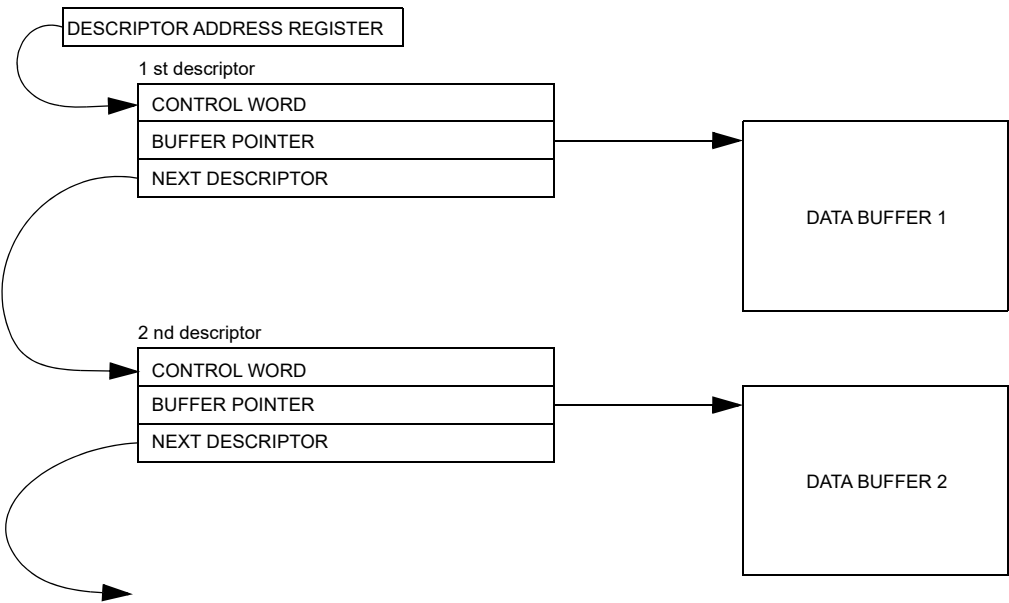 DESCRIPTOR ADDRESS REGISTER
1 st descriptor
CONTROL WORD
BUFFER POINTER
NEXT DESCRIPTOR
DATA BUFFER 1
2 nd descriptor
CONTROL WORD
BUFFER POINTER
NEXT DESCRIPTOR
DATA BUFFER 2